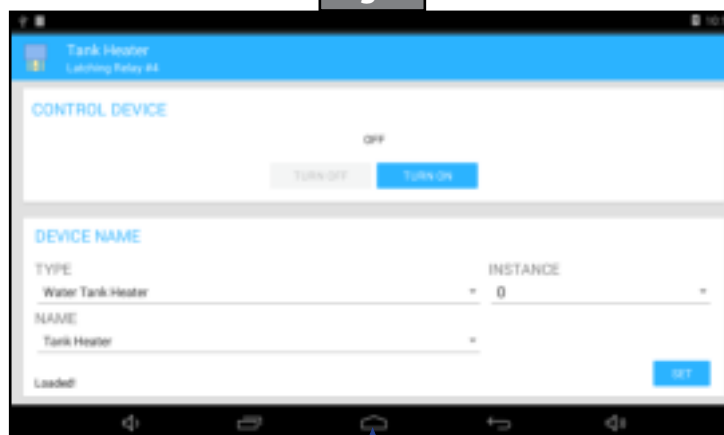 Tank Heater
Latching Relay #4
CONTROL DEVICE
OFF
TURN OFF TURN ON
DEVICE NAME
TYPE INSTANCE
Water Tank Heater 0
NAME
Tank Heater
SET
Loaded!